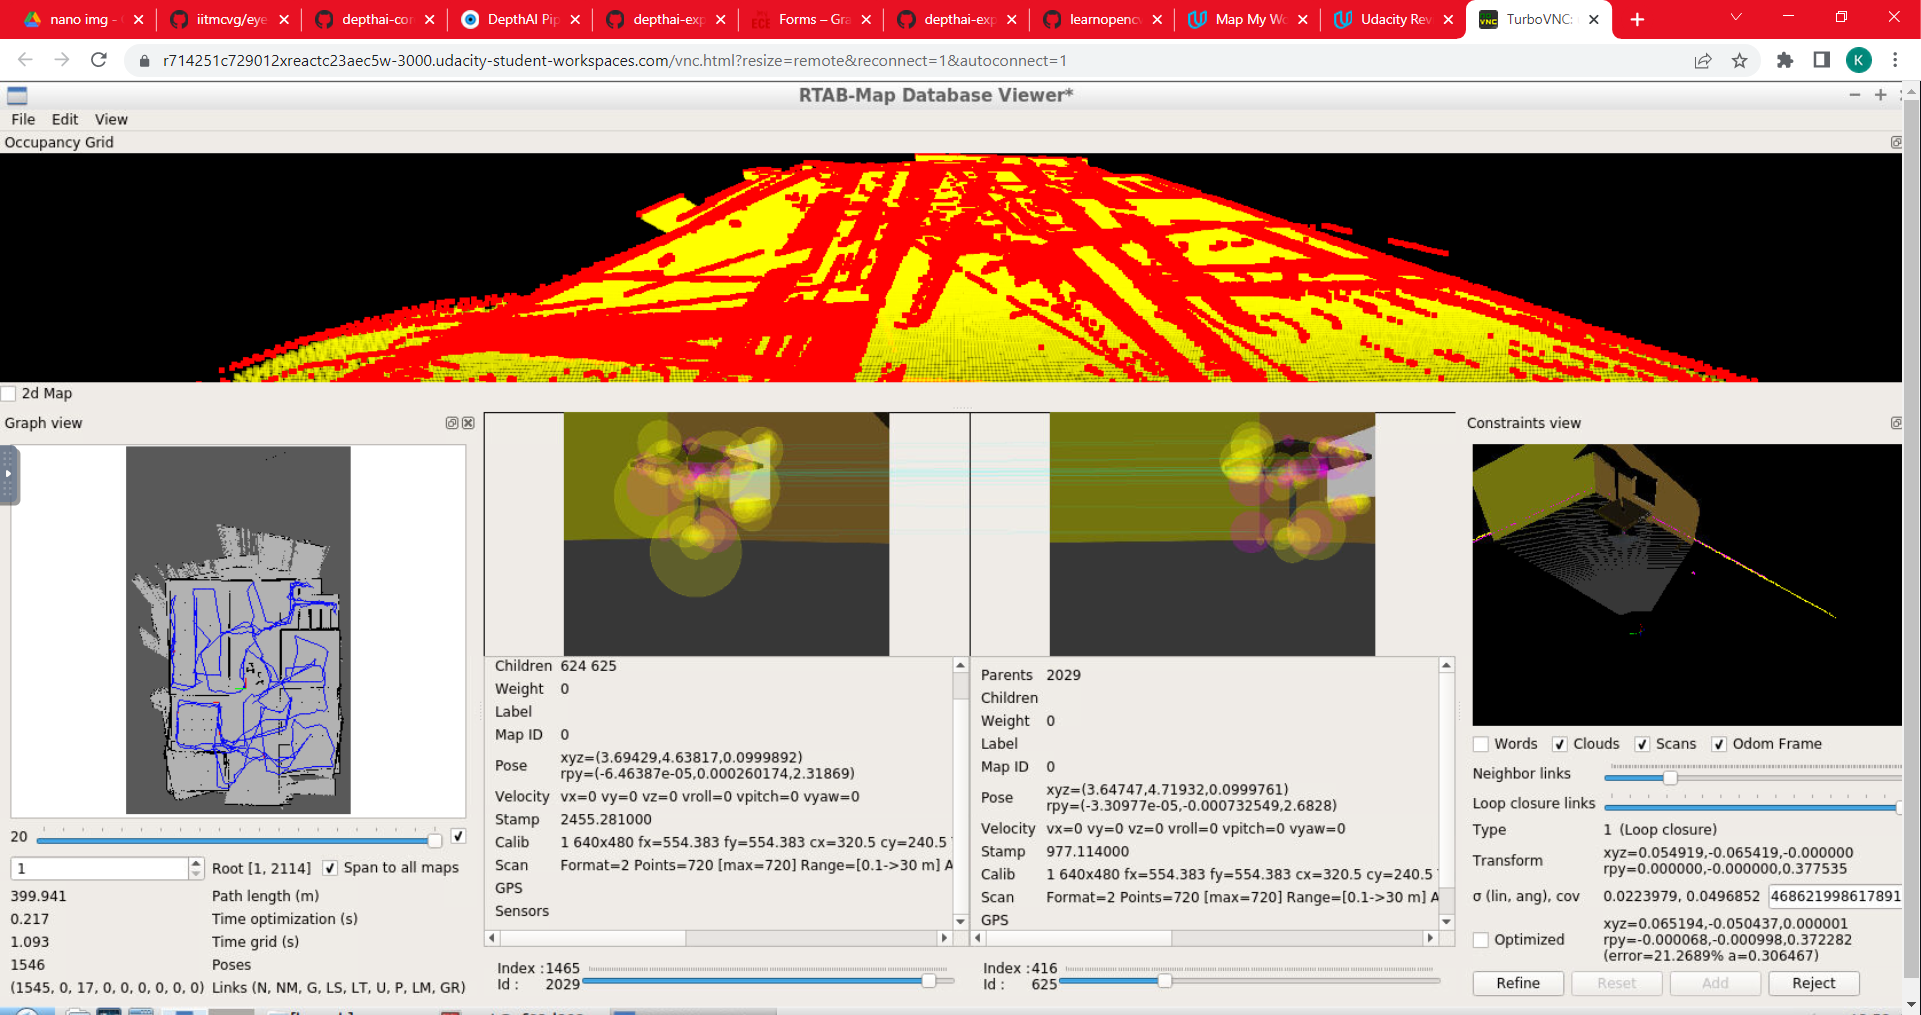 nano img - G
iitmcvg/eye
depthai-cor
DepthAI Pip
depthai-exp
Forms – Gra
depthai-exp
learnopencv
Map My Wo
Udacity Rev
TurboVNC:
r714251c729012xreactc23aec5w-3000.udacity-student-workspaces.com/vnc.html?resize=remote&reconnect=1&autoconnect=1
K
RTAB-Map Database Viewer*
File Edit View
Occupancy Grid
2d Map
Graph view
Constraints view
20
1 Root [1, 2114] Span to all maps
399.941 Path length (m)
0.217 Time optimization (s)
1.093 Time grid (s)
1546 Poses
(1545, 0, 17, 0, 0, 0, 0, 0, 0) Links (N, NM, G, LS, LT, U, P, LM, GR)
Children 624 625
Weight 0
Label
Map ID 0
Pose xyz=(3.69429,4.63817,0.0999892)
rpy=(-6.46387e-05,0.000260174,2.31869)
Velocity vx=0 vy=0 vz=0 vroll=0 vpitch=0 vyaw=0
Stamp 2455.281000
Calib 1 640x480 fx=554.383 fy=554.383 cx=320.5 cy=240.5
Scan Format=2 Points=720 [max=720] Range=[0.1->30 m] A
GPS
Sensors
Index :1465
Id : 2029
Parents 2029
Children
Weight 0
Label
Map ID 0
Pose xyz=(3.64747,4.71932,0.0999761)
rpy=(-3.30977e-05,-0.000732549,2.6828)
Velocity vx=0 vy=0 vz=0 vroll=0 vpitch=0 vyaw=0
Stamp 977.114000
Calib 1 640x480 fx=554.383 fy=554.383 cx=320.5 cy=240.5
Scan Format=2 Points=720 [max=720] Range=[0.1->30 m] A
GPS
Index :416
Id : 625
Words Clouds Scans Odom Frame
Neighbor links
Loop closure links
Type 1 (Loop closure)
Transform xyz=0.054919,-0.065419,-0.000000
rpy=0.000000,-0.000000,0.377535
σ (lin, ang), cov 0.0223979, 0.0496852 468621998617891
Optimized xyz=0.065194,-0.050437,0.000001
rpy=-0.000068,-0.000998,0.372282
(error=21.2689% a=0.306467)
Refine Reset Add Reject